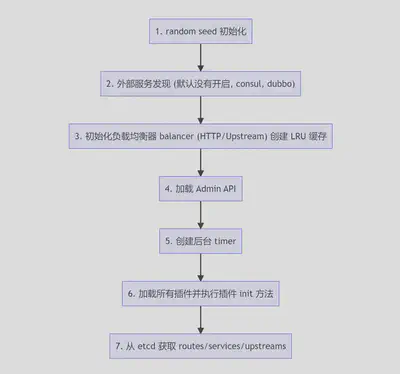 1. random seed 初始化
2. 外部服务发现 (默认没有开启, consul, dubbo)
3. 初始化负载均衡器 balancer (HTTP/Upstream) 创建 LRU 缓存
4. 加载 Admin API
5. 创建后台 timer
6. 加载所有插件并执行插件 init 方法
7. 从 etcd 获取 routes/services/upstreams